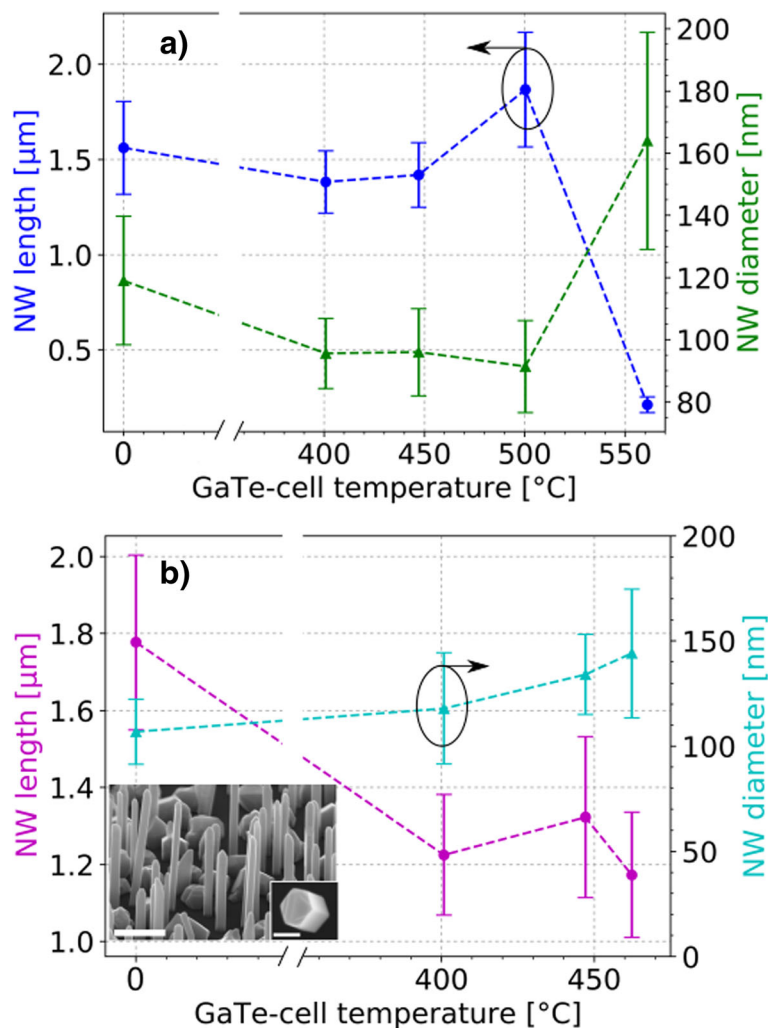 a)
2.0
1.5
1.0
0.5
NW length [µm]
200
180
160
140
120
100
80
NW diameter [nm]
0 400 450 500 550
GaTe-cell temperature [°C]
b)
2.0
1.8
1.6
1.4
1.2
1.0
NW length [µm]
200
150
100
50
0
NW diameter [nm]
0 400 450
GaTe-cell temperature [°C]